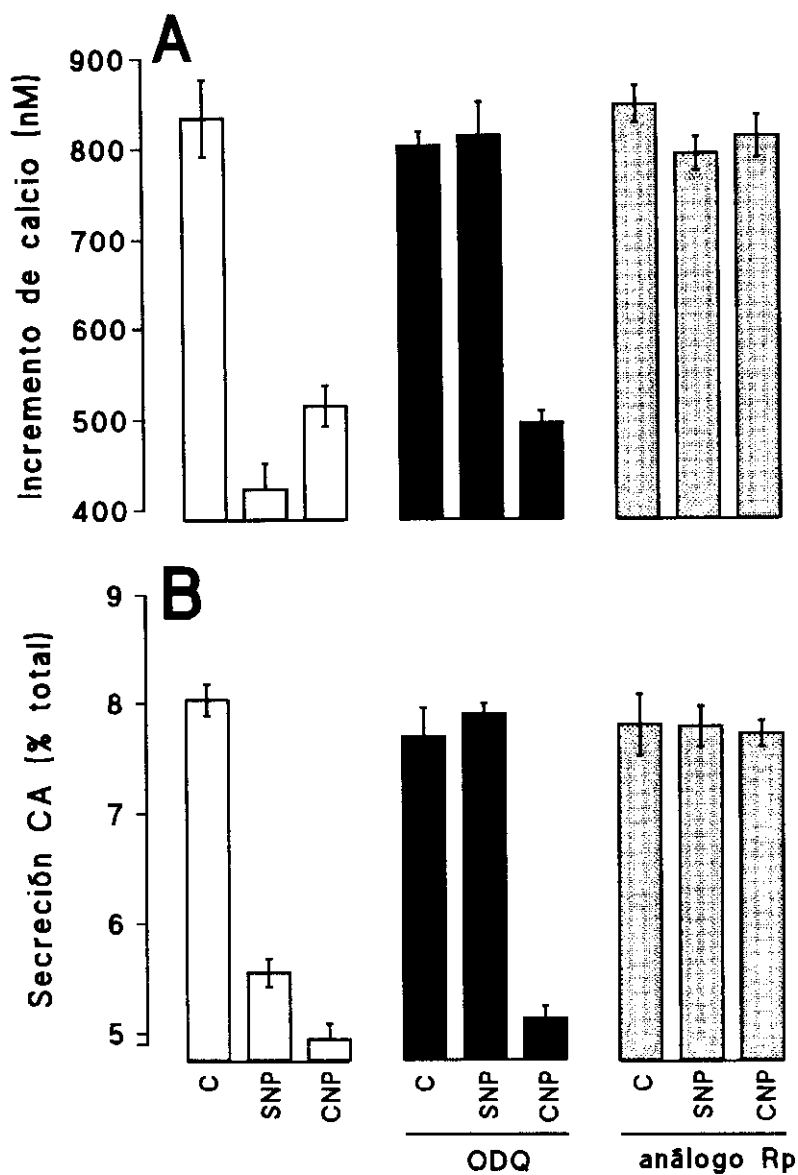 A
Incremento de calcio (nM)
900
800
700
600
500
400
B
Secreción CA (% total)
9
8
7
6
5
C
SNP
CNP
C
SNP
CNP
C
SNP
CNP
ODQ
análogo Rp